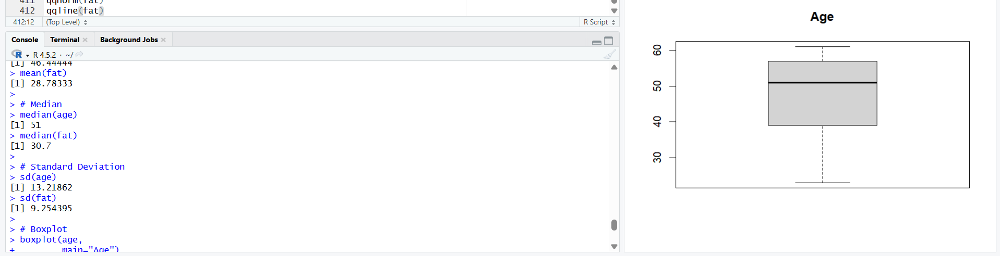 411 qqnorm(fat)
412 qqline(fat)
412:12 (Top Level) R Script
Console Terminal Background Jobs
R 4.5.2 · ~/
[1] 46.44444
> mean(fat)
[1] 28.78333
>
> # Median
> median(age)
[1] 51
> median(fat)
[1] 30.7
>
> # Standard Deviation
> sd(age)
[1] 13.21862
> sd(fat)
[1] 9.254395
>
> # Boxplot
> boxplot(age,
+ main="Age")
Age
60
50
40
30